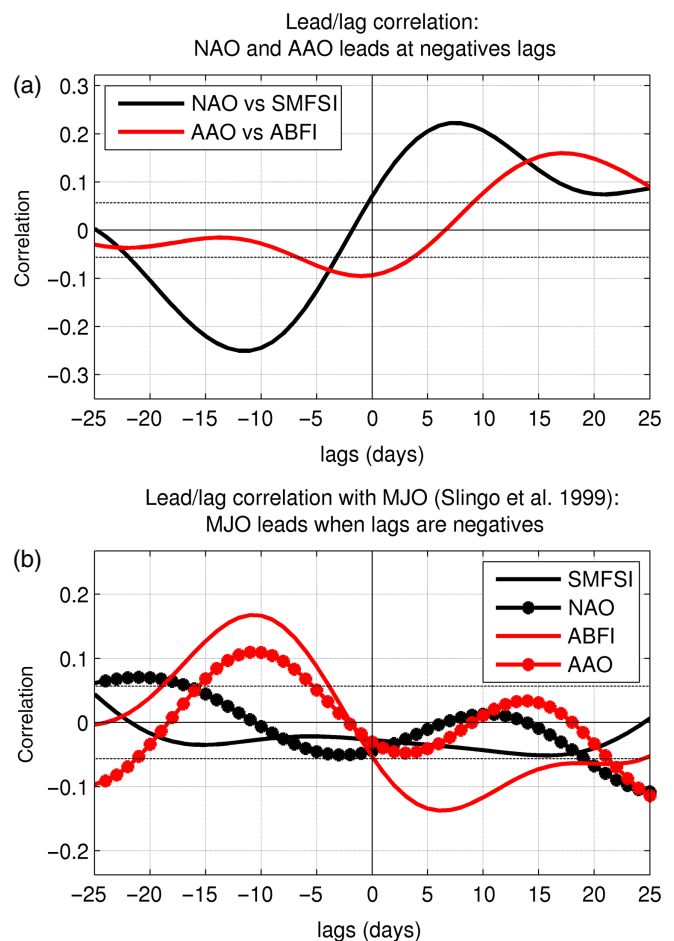 Lead/lag correlation:
NAO and AAO leads at negatives lags
(a)
0.3
0.2
0.1
0
−0.1
−0.2
−0.3
Correlation
NAO vs SMFSI
AAO vs ABFI
−25 −20 −15 −10 −5 0 5 10 15 20 25
lags (days)
Lead/lag correlation with MJO (Slingo et al. 1999):
MJO leads when lags are negatives
(b)
0.2
0.1
0
−0.1
−0.2
Correlation
SMFSI
NAO
ABFI
AAO
−25 −20 −15 −10 −5 0 5 10 15 20 25
lags (days)